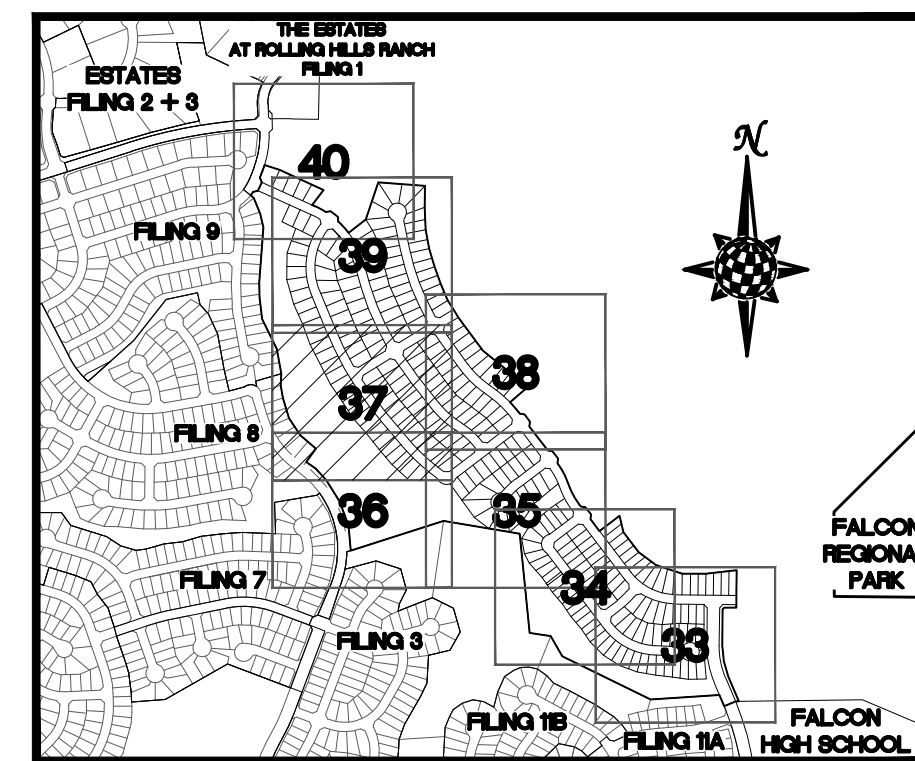 THE ESTATES
AT ROLLING HILLS RANCH
FILING 1
ESTATES
FILING 2 + 3
N
40
FILING 9
39
38
37
FILING 8
36
35
FALCON
REGIONA
PARK
FILING 7
34
FILING 3
33
FILING 11B
FILING 11A
FALCON
HIGH SCHOOL